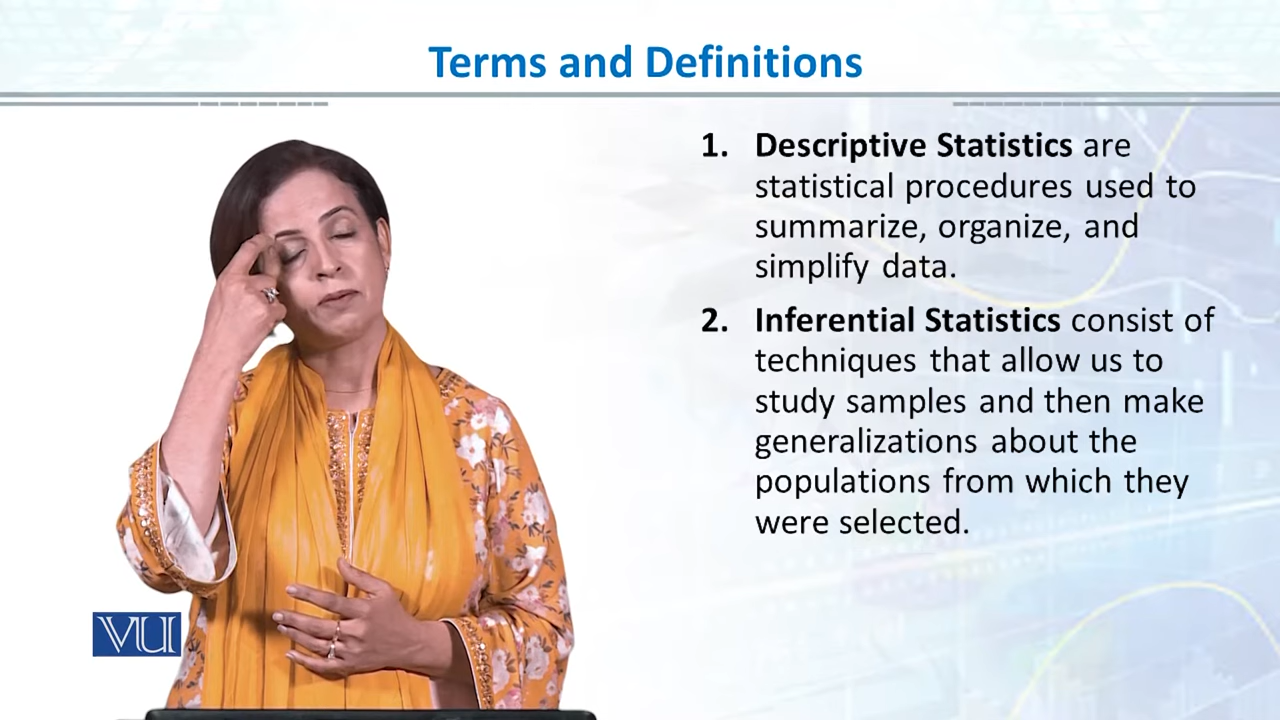 Terms and Definitions
1. Descriptive Statistics are
statistical procedures used to
summarize, organize, and
simplify data.
2. Inferential Statistics consist of
techniques that allow us to
study samples and then make
generalizations about the
populations from which they
were selected.
VU